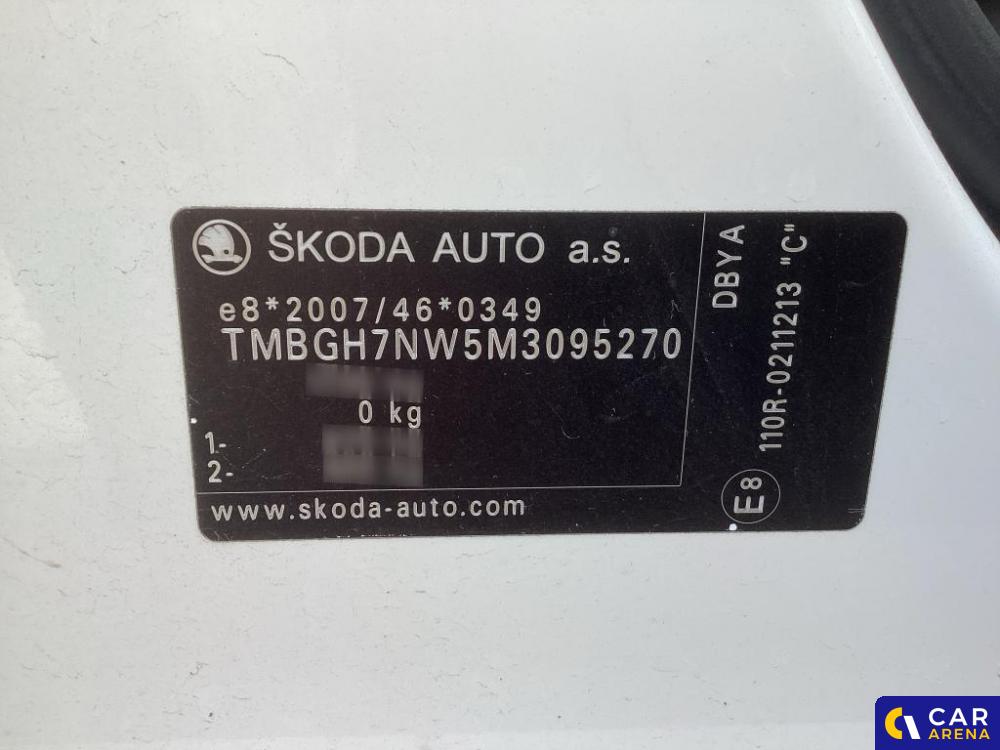 ŠKODA AUTO a.s.
e8*2007/46*0349
TMBGH7NW5M3095270
0 kg
1-
2-
www.skoda-auto.com
DBYA
E8 110R-0211213 "C"
CAR
ARENA